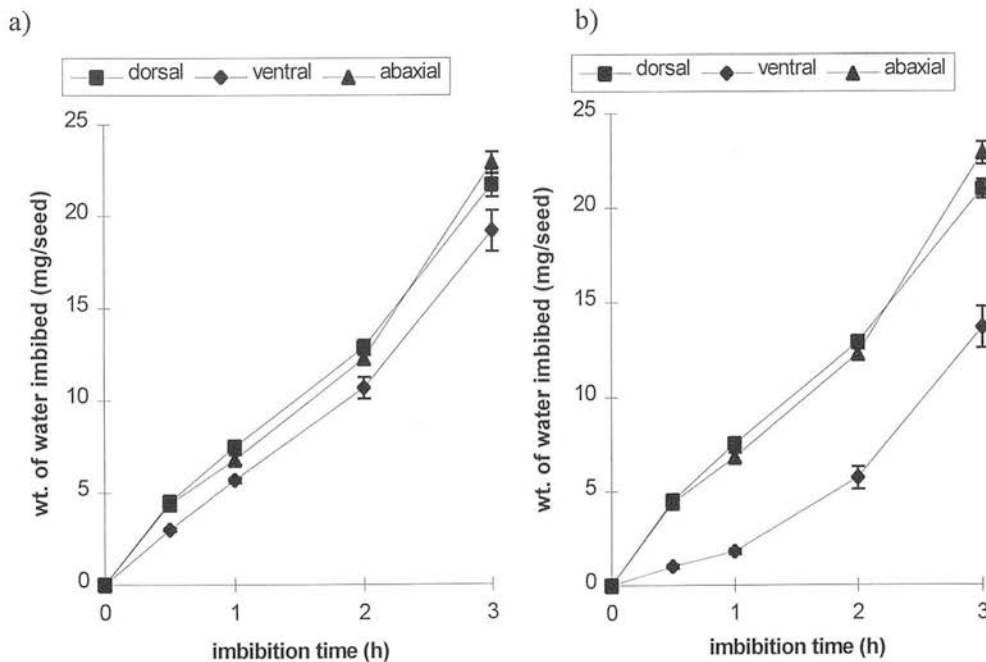 a)
dorsal ventral abaxial
wt. of water imbibed (mg/seed)
25
20
15
10
5
0
0 1 2 3
imbibition time (h)
b)
dorsal ventral abaxial
wt. of water imbibed (mg/seed)
25
20
15
10
5
0
0 1 2 3
imbibition time (h)